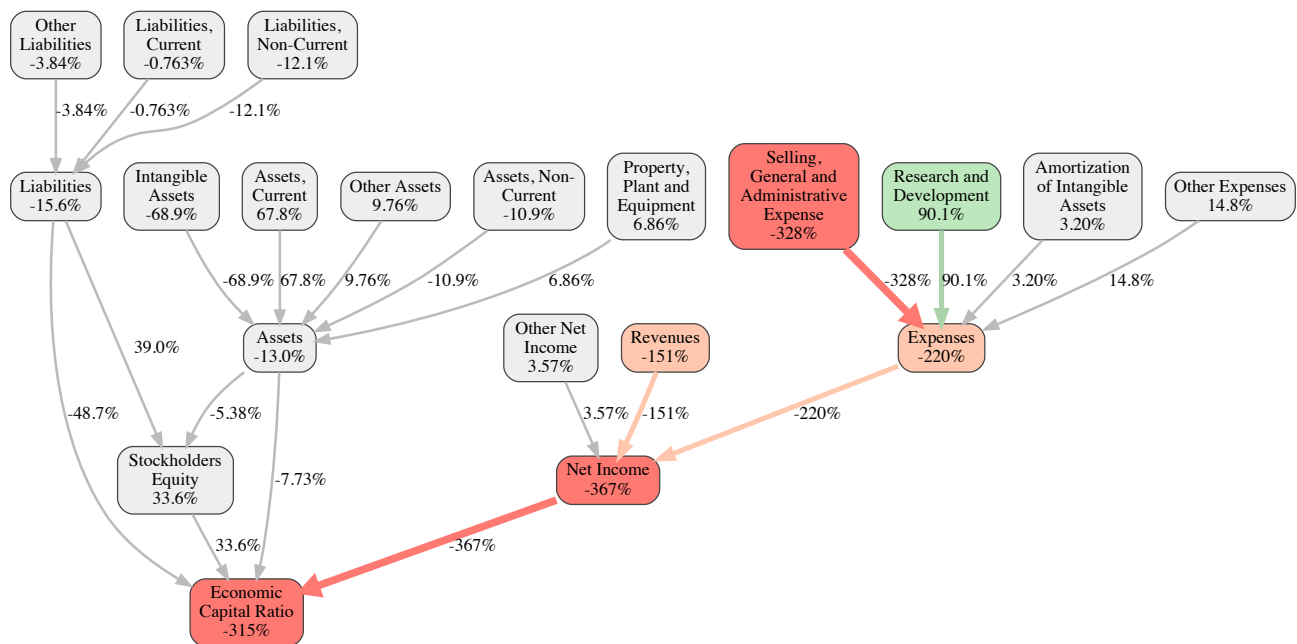 Other
Liabilities
-3.84%
Liabilities,
Current
-0.763%
Liabilities,
Non-Current
-12.1%
-3.84%
-0.763%
-12.1%
Liabilities
-15.6%
Intangible
Assets
-68.9%
Assets,
Current
67.8%
Other Assets
9.76%
Assets, Non-
Current
-10.9%
Property,
Plant and
Equipment
6.86%
Selling,
General and
Administrative
Expense
-328%
Research and
Development
90.1%
Amortization
of Intangible
Assets
3.20%
Other Expenses
14.8%
-68.9%
67.8%
9.76%
-10.9%
6.86%
-328%
90.1%
3.20%
14.8%
39.0%
Assets
-13.0%
Other Net
Income
3.57%
Revenues
-151%
Expenses
-220%
-48.7%
-5.38%
3.57%
-151%
-220%
Stockholders
Equity
33.6%
-7.73%
Net Income
-367%
33.6%
-367%
Economic
Capital Ratio
-315%